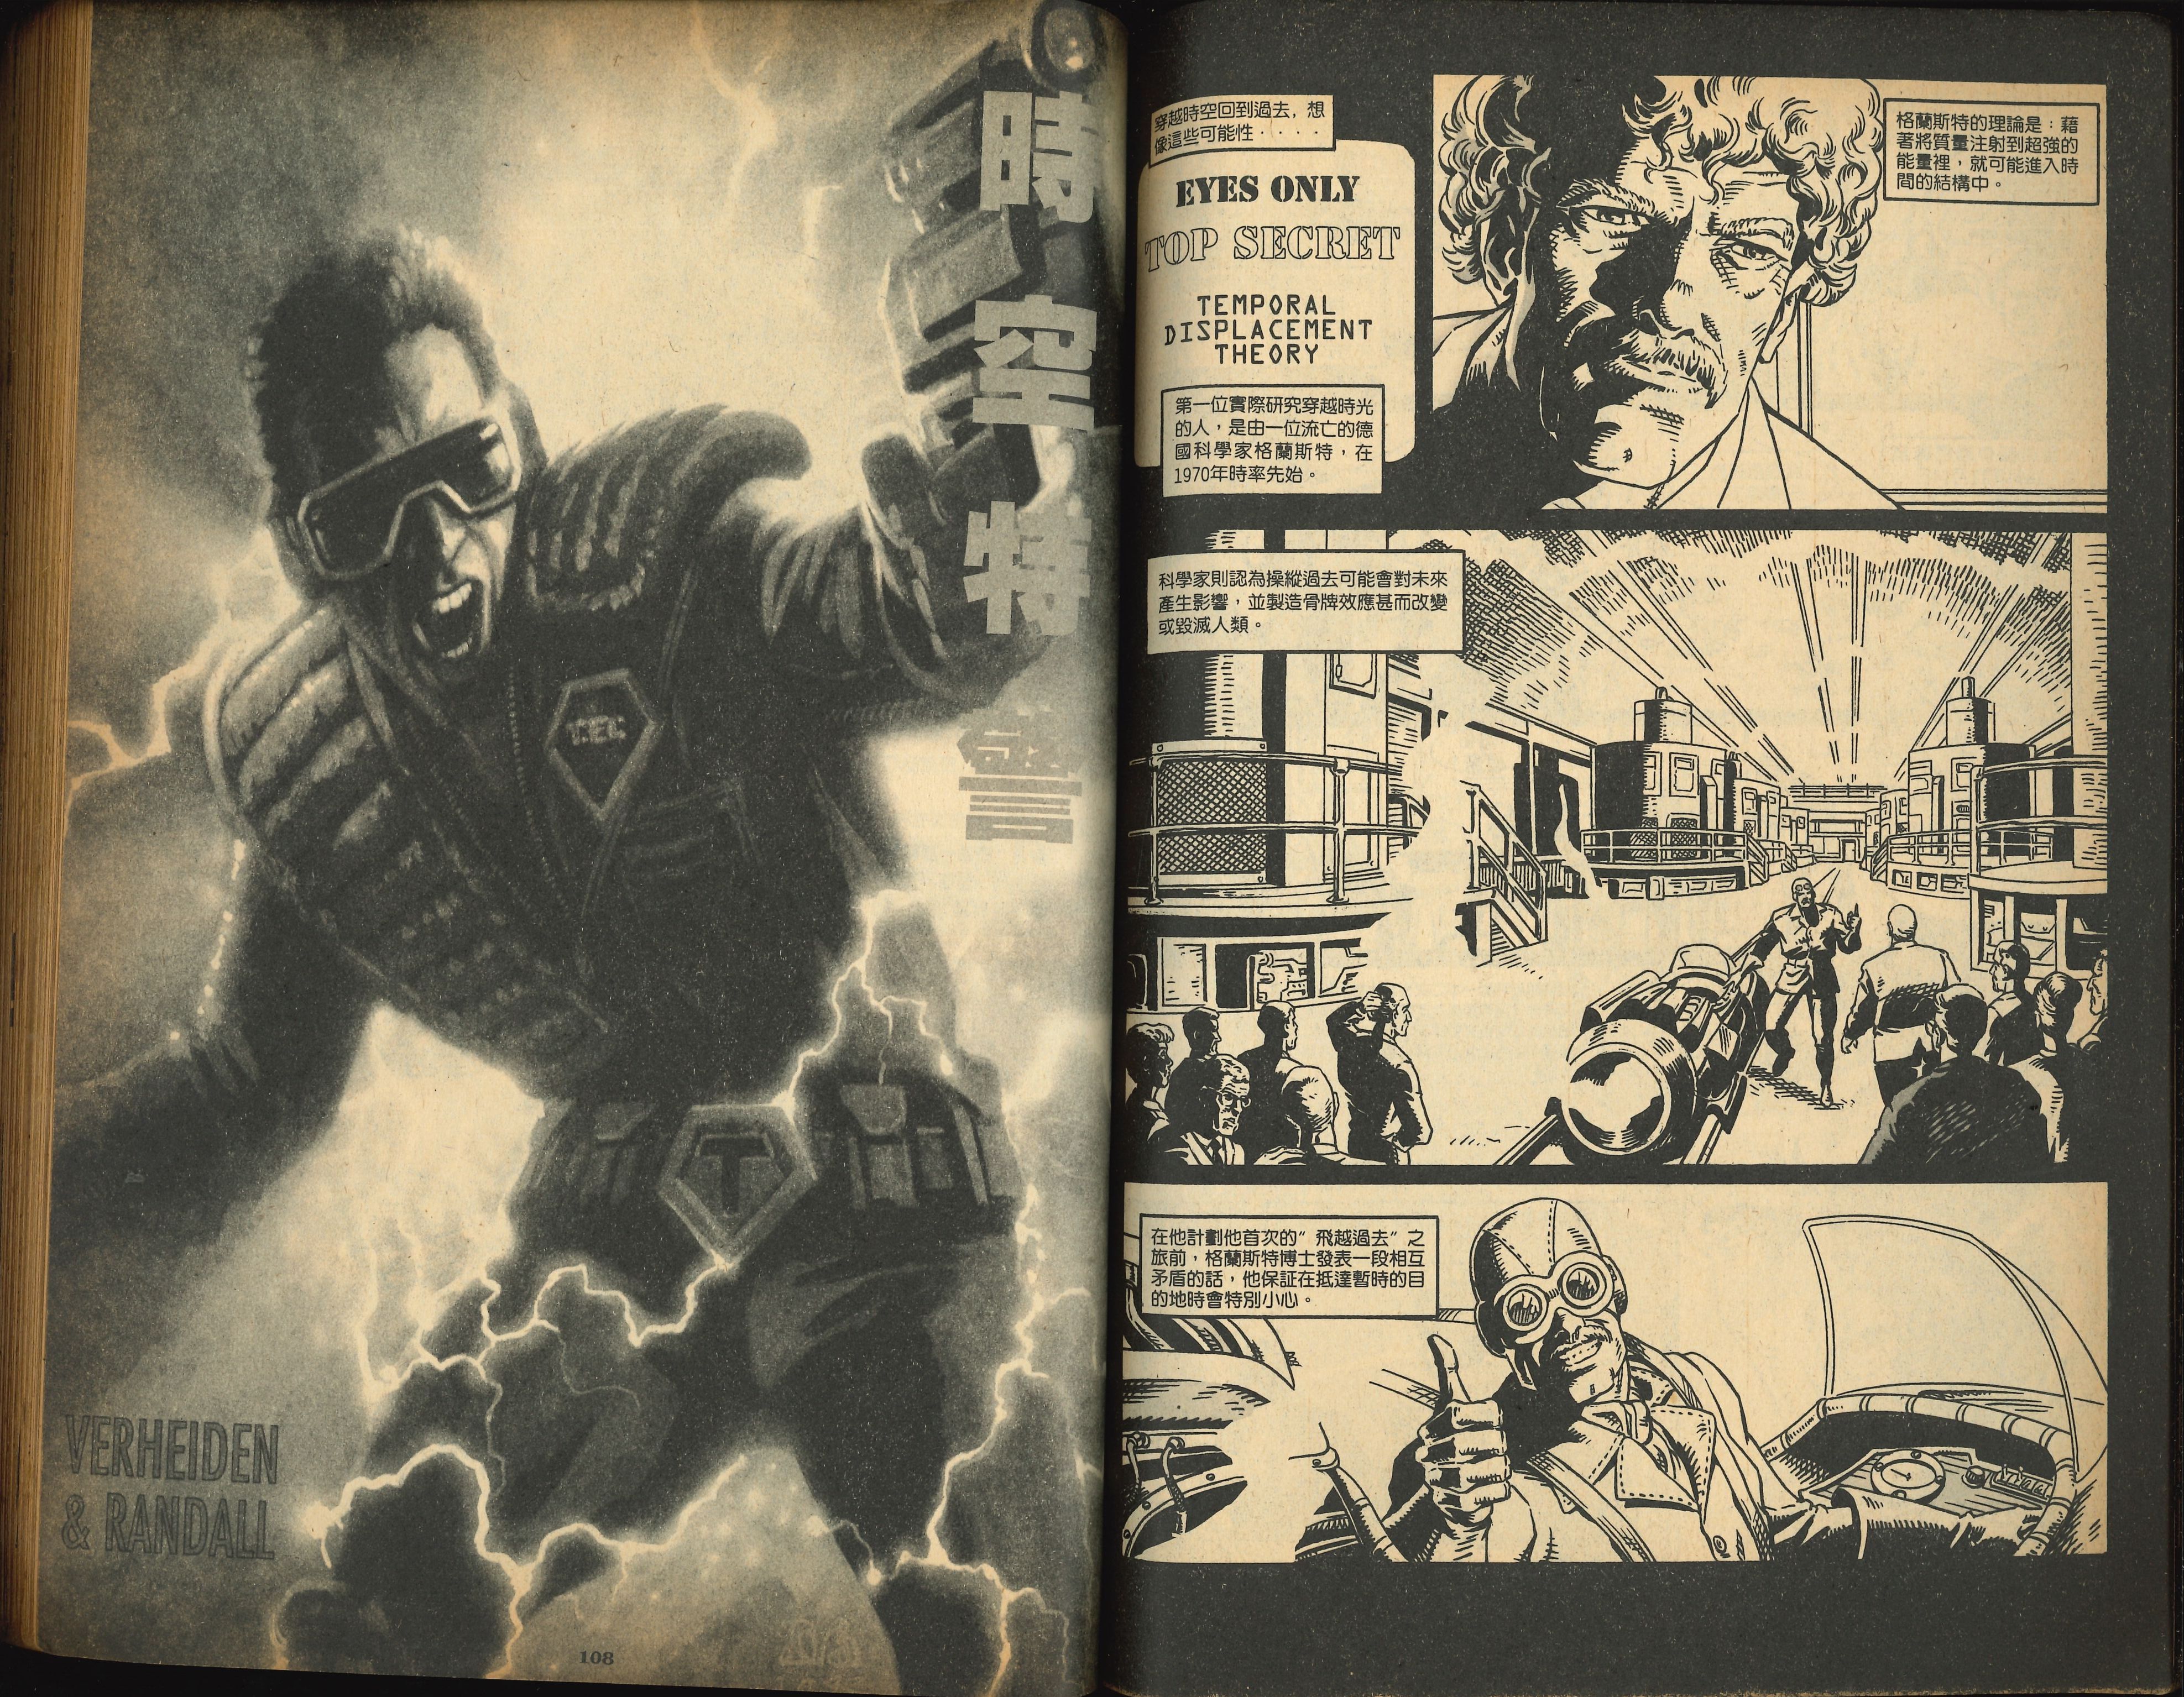 時空特警
T.E.C.
T
VERHEIDEN
& RANDALL
108
穿越時空回到過去，想
像這些可能性‧‧‧‧
EYES ONLY
TOP SECRET
TEMPORAL
DISPLACEMENT
THEORY
第一位實際研究穿越時光
的人，是由一位流亡的德
國科學家格蘭斯特，在
1970年時率先始。
格蘭斯特的理論是：藉
著將質量注射到超強的
能量裡，就可能進入時
間的結構中。
科學家則認為操縱過去可能會對未來
產生影響，並製造骨牌效應甚而改變
或毀滅人類。
在他計劃他首次的"飛越過去"之
旅前，格蘭斯特博士發表一段相互
矛盾的話，他保証在抵達暫時的目
的地時會特別小心。